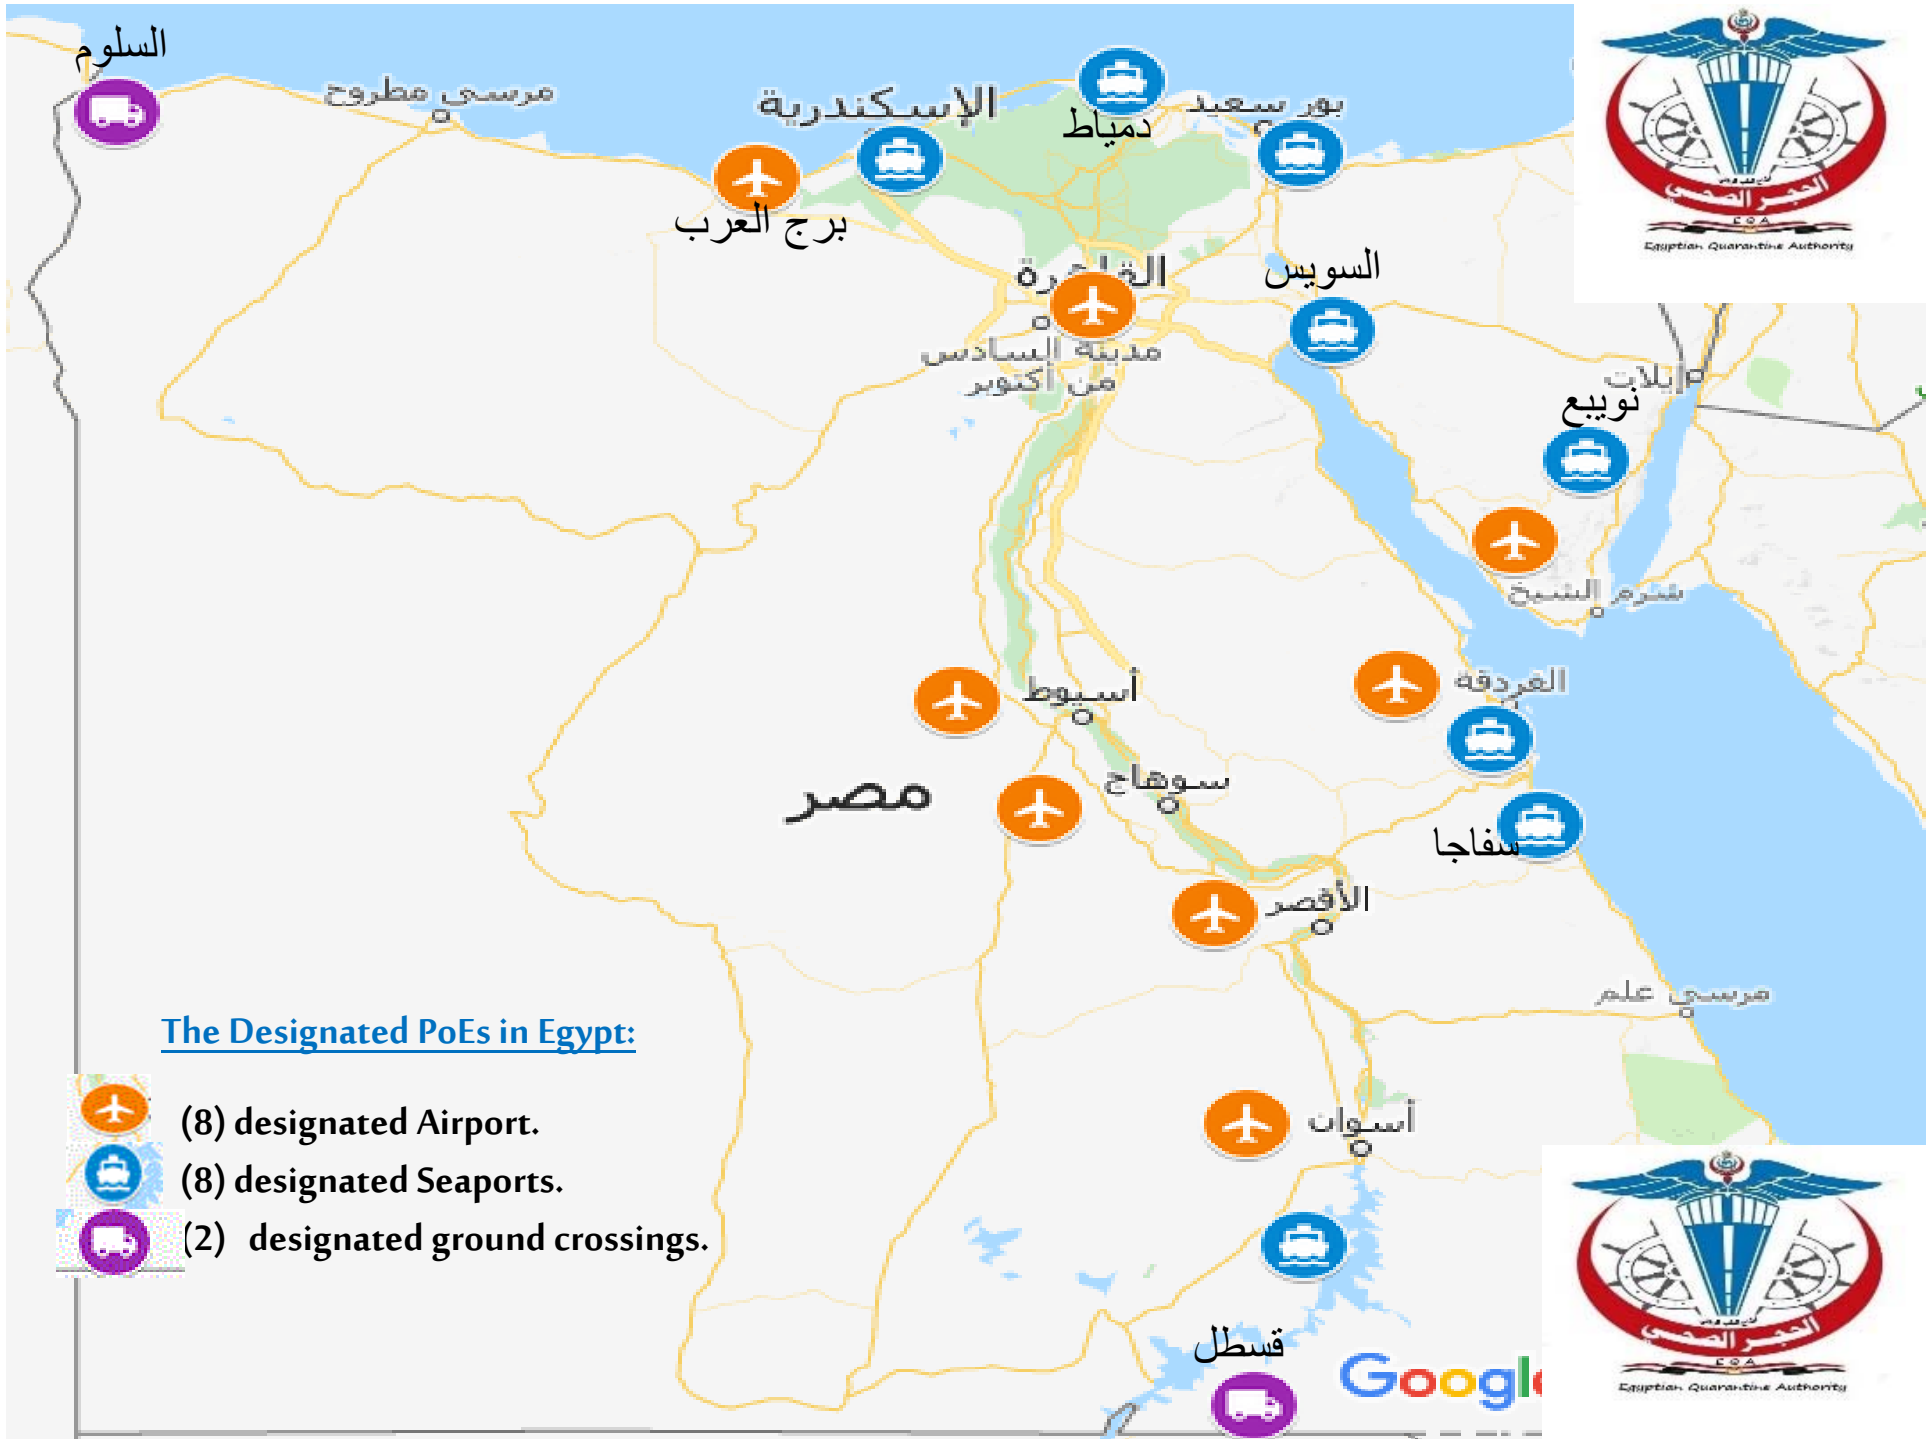 السلوم
مرسى مطروح
الإسكندرية
دمياط
بور سعيد
برج العرب
القاهرة
السويس
مدينة السادس
من أكتوبر
إيلات
نويبع
شرم الشيخ
أسيوط
الغردقة
سوهاج
مصر
سفاجا
الأقصر
مرسى علم
أسوان
قسطل
The Designated PoEs in Egypt:
(8) designated Airport.
(8) designated Seaports.
(2) designated ground crossings.
Google
الحجر الصحي
E Q A
Egyptian Quarantine Authority
الحجر الصحي
E Q A
Egyptian Quarantine Authority